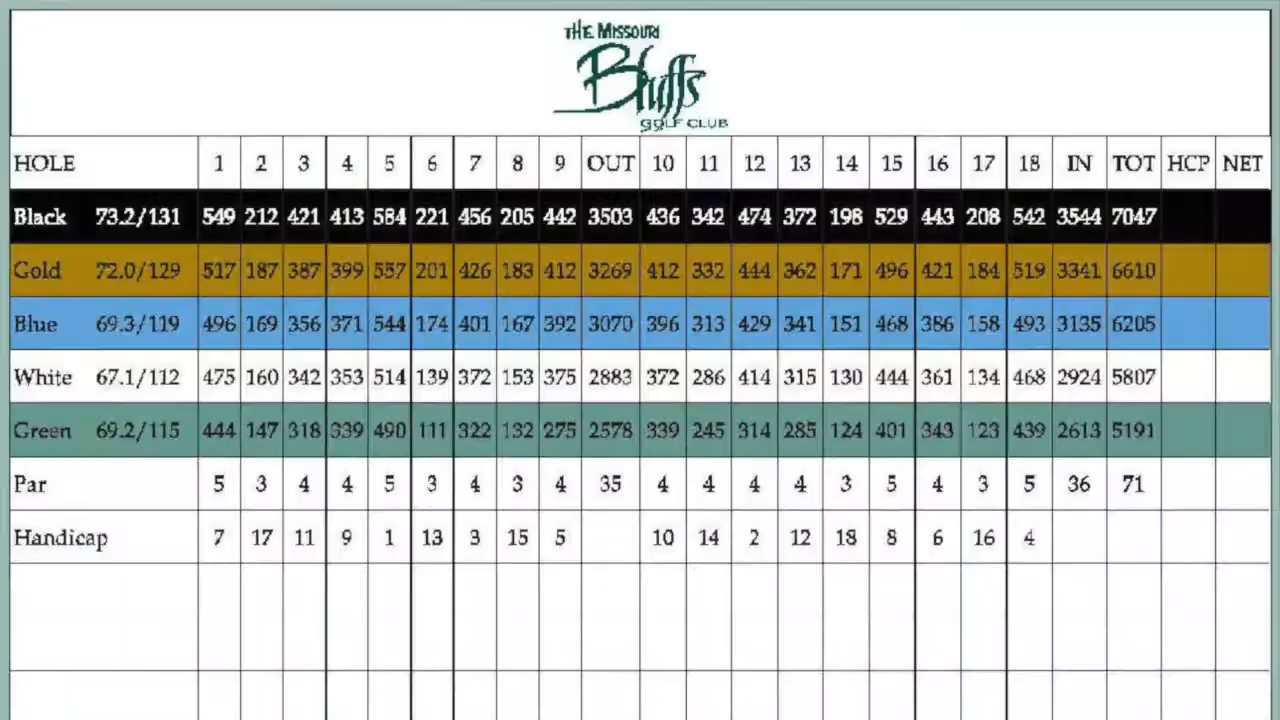 THE MISSOURI
Bluffs
GOLF CLUB
HOLE 1 2 3 4 5 6 7 8 9 OUT 10 11 12 13 14 15 16 17 18 IN TOT HCP NET
Black 73.2/131 549 212 421 413 584 221 456 205 442 3503 436 342 474 372 198 529 443 208 542 3544 7047
Gold 72.0/129 517 187 387 399 557 201 426 183 412 3269 412 332 444 362 171 496 421 184 519 3341 6610
Blue 69.3/119 496 169 356 371 544 174 401 167 392 3070 396 313 429 341 151 468 386 158 493 3135 6205
White 67.1/112 475 160 342 353 514 139 372 153 375 2883 372 286 414 315 130 444 361 134 468 2924 5807
Green 69.2/115 444 147 318 339 490 111 322 132 275 2578 339 245 314 285 124 401 343 123 439 2613 5191
Par 5 3 4 4 5 3 4 3 4 35 4 4 4 4 3 5 4 3 5 36 71
Handicap 7 17 11 9 1 13 3 15 5 10 14 2 12 18 8 6 16 4